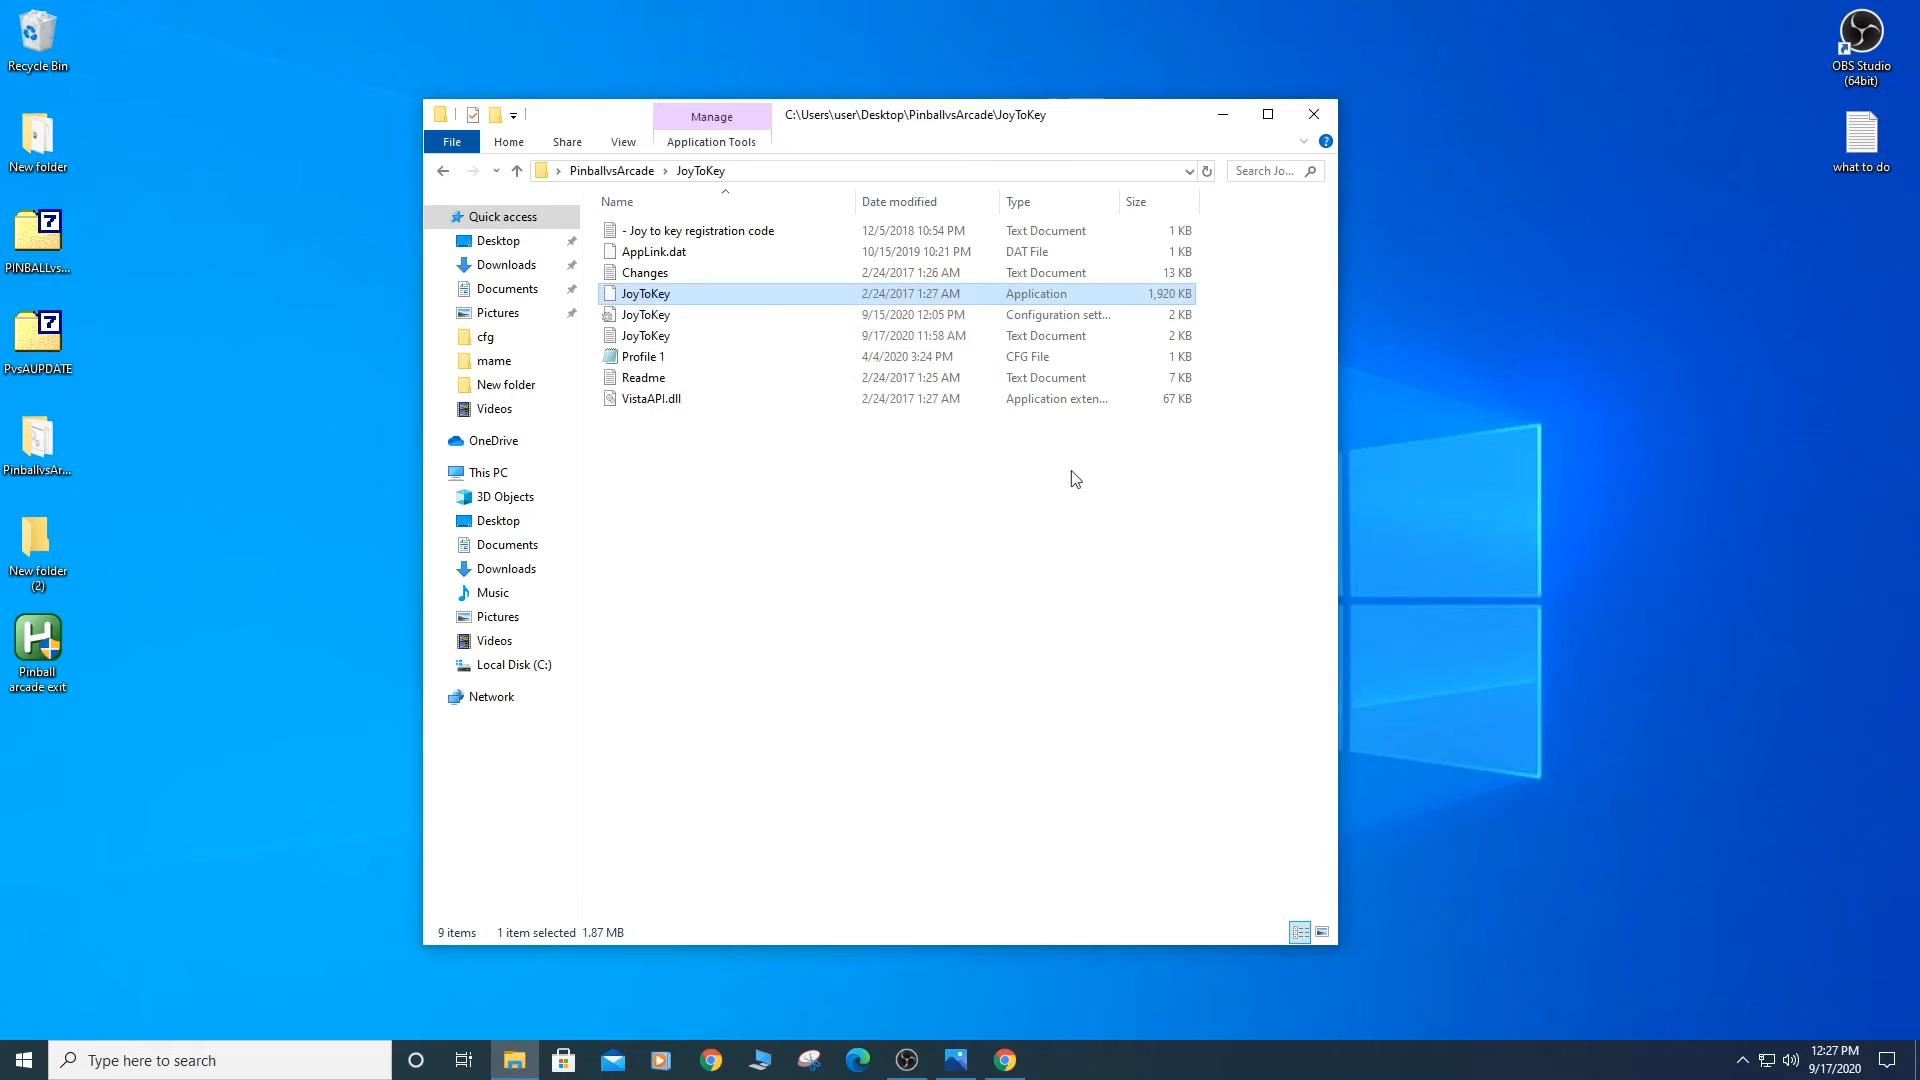 Recycle Bin
New folder
PINBALLvs...
PvsAUPDATE
PinballvsAr...
New folder
(2)
Pinball
arcade exit
OBS Studio
(64bit)
what to do
Manage
C:\Users\user\Desktop\PinballvsArcade\JoyToKey
File Home Share View Application Tools
PinballvsArcade JoyToKey
Search Jo...
Quick access
Desktop
Downloads
Documents
Pictures
cfg
mame
New folder
Videos
OneDrive
This PC
3D Objects
Desktop
Documents
Downloads
Music
Pictures
Videos
Local Disk (C:)
Network
Name Date modified Type Size
- Joy to key registration code 12/5/2018 10:54 PM Text Document 1 KB
AppLink.dat 10/15/2019 10:21 PM DAT File 1 KB
Changes 2/24/2017 1:26 AM Text Document 13 KB
JoyToKey 2/24/2017 1:27 AM Application 1,920 KB
JoyToKey 9/15/2020 12:05 PM Configuration sett... 2 KB
JoyToKey 9/17/2020 11:58 AM Text Document 2 KB
Profile 1 4/4/2020 3:24 PM CFG File 1 KB
Readme 2/24/2017 1:25 AM Text Document 7 KB
VistaAPI.dll 2/24/2017 1:27 AM Application exten... 67 KB
9 items 1 item selected 1.87 MB
Type here to search
12:27 PM
9/17/2020